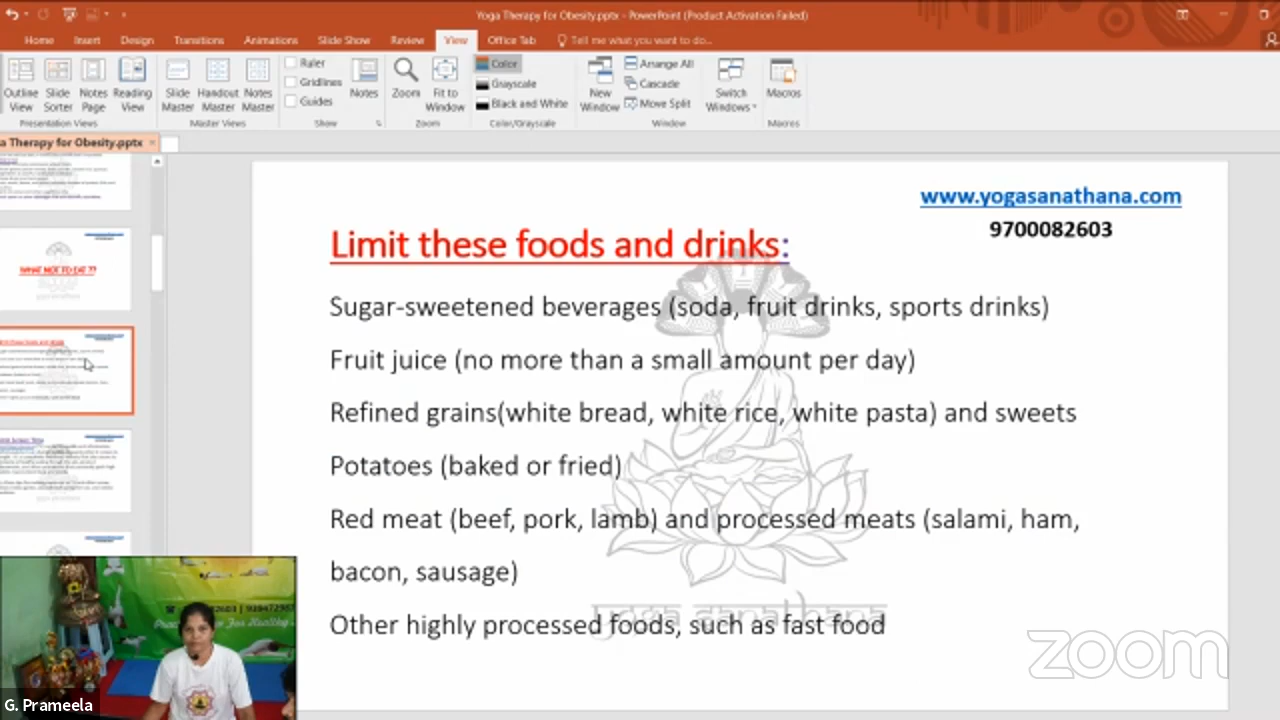 Yoga Therapy for Obesity.pptx - PowerPoint (Product Activation Failed)
Home Insert Design Transitions Animations Slide Show Review View Office Tab Tell me what you want to do...
Outline View Slide Sorter Notes Page Reading View
Presentation Views
Slide Master Handout Master Notes Master
Master Views
Ruler
Gridlines
Guides
Notes
Show
Zoom Fit to Window
Zoom
Color
Grayscale
Black and White
Color/Grayscale
New Window
Arrange All
Cascade
Move Split
Switch Windows
Window
Macros
Macros
a Therapy for Obesity.pptx
WHAT NOT TO EAT ??
www.yogasanathana.com
9700082603
Limit these foods and drinks:
Sugar-sweetened beverages (soda, fruit drinks, sports drinks)
Fruit juice (no more than a small amount per day)
Refined grains(white bread, white rice, white pasta) and sweets
Potatoes (baked or fried)
Red meat (beef, pork, lamb) and processed meats (salami, ham,
bacon, sausage)
Other highly processed foods, such as fast food
yoga sanathana
zoom
G. Prameela